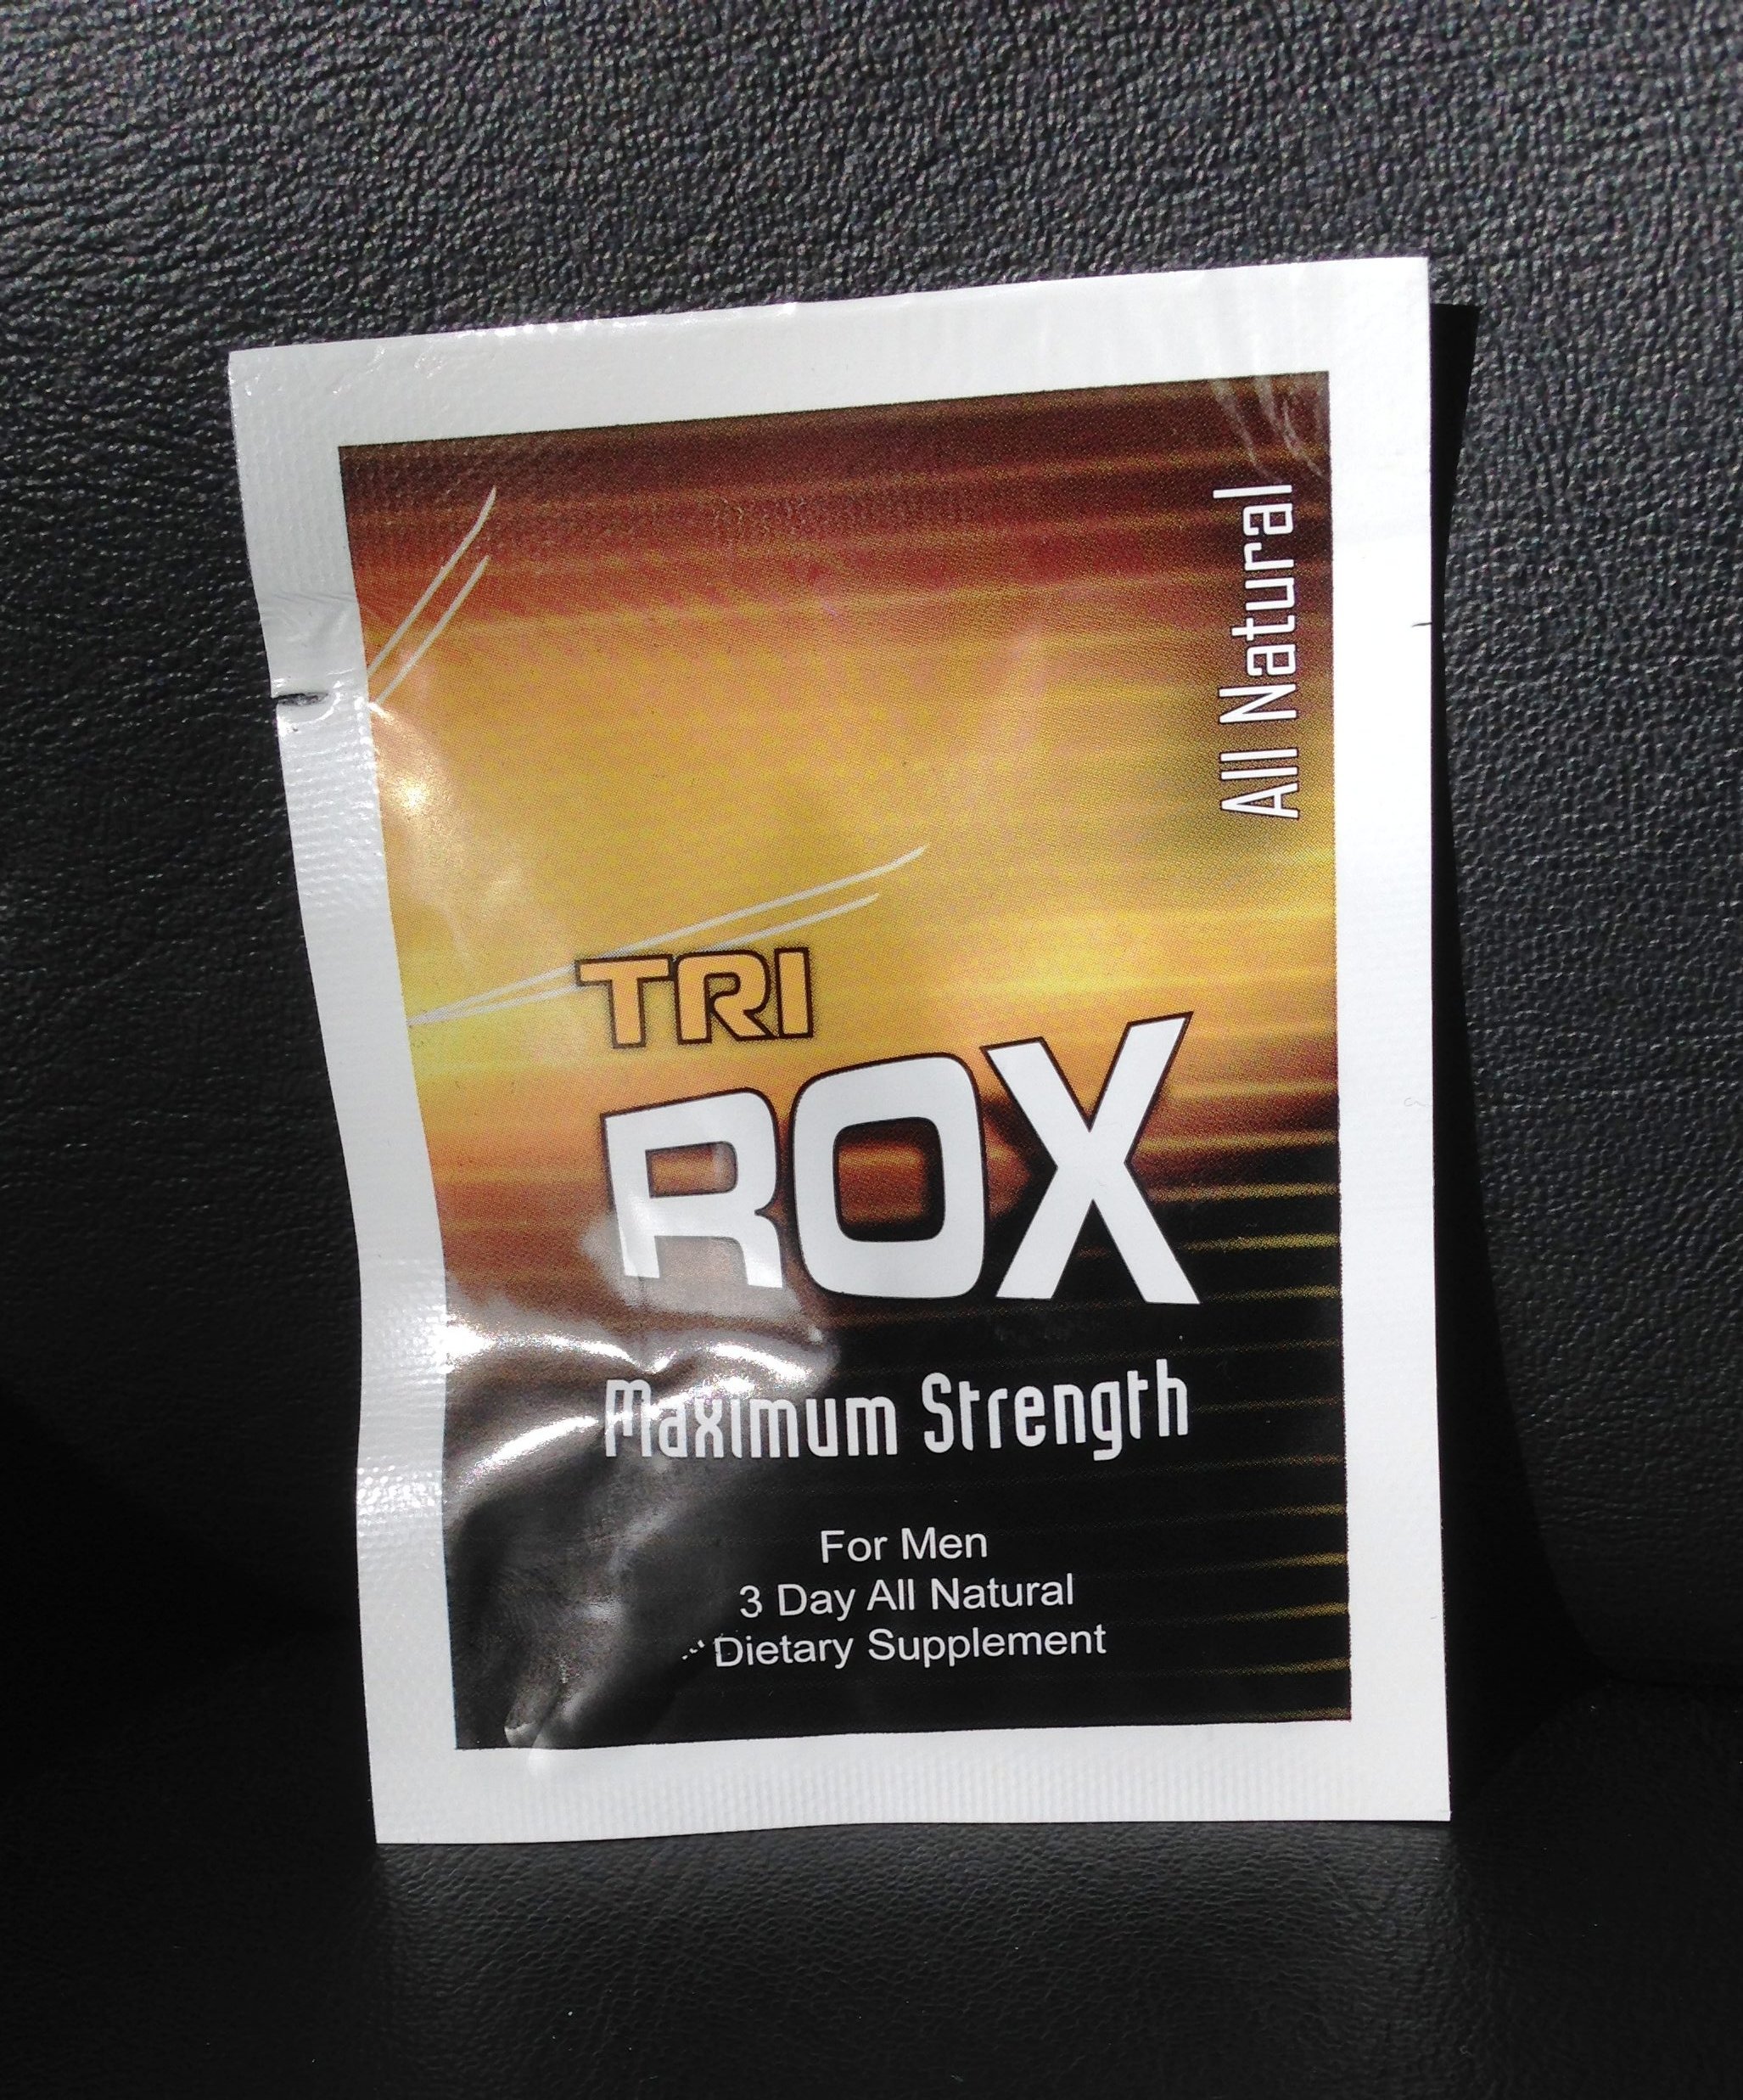 All Natural
TRI
ROX
Maximum Strength
For Men
3 Day All Natural
Dietary Supplement